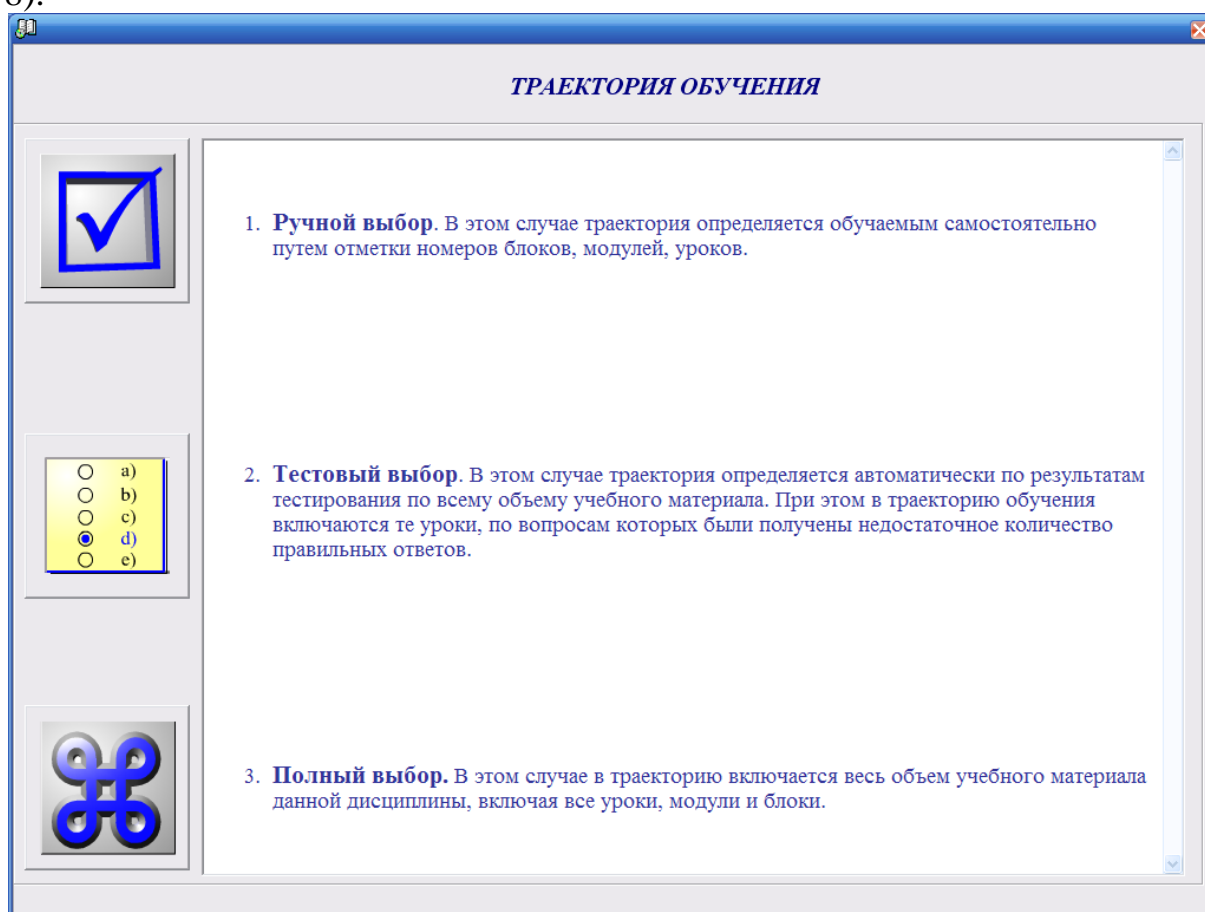 8).
ТРАЕКТОРИЯ ОБУЧЕНИЯ
1. Ручной выбор. В этом случае траектория определяется обучаемым самостоятельно
путем отметки номеров блоков, модулей, уроков.
a)
b)
c)
d)
e)
2. Тестовый выбор. В этом случае траектория определяется автоматически по результатам
тестирования по всему объему учебного материала. При этом в траекторию обучения
включаются те уроки, по вопросам которых были получены недостаточное количество
правильных ответов.
3. Полный выбор. В этом случае в траекторию включается весь объем учебного материала
данной дисциплины, включая все уроки, модули и блоки.